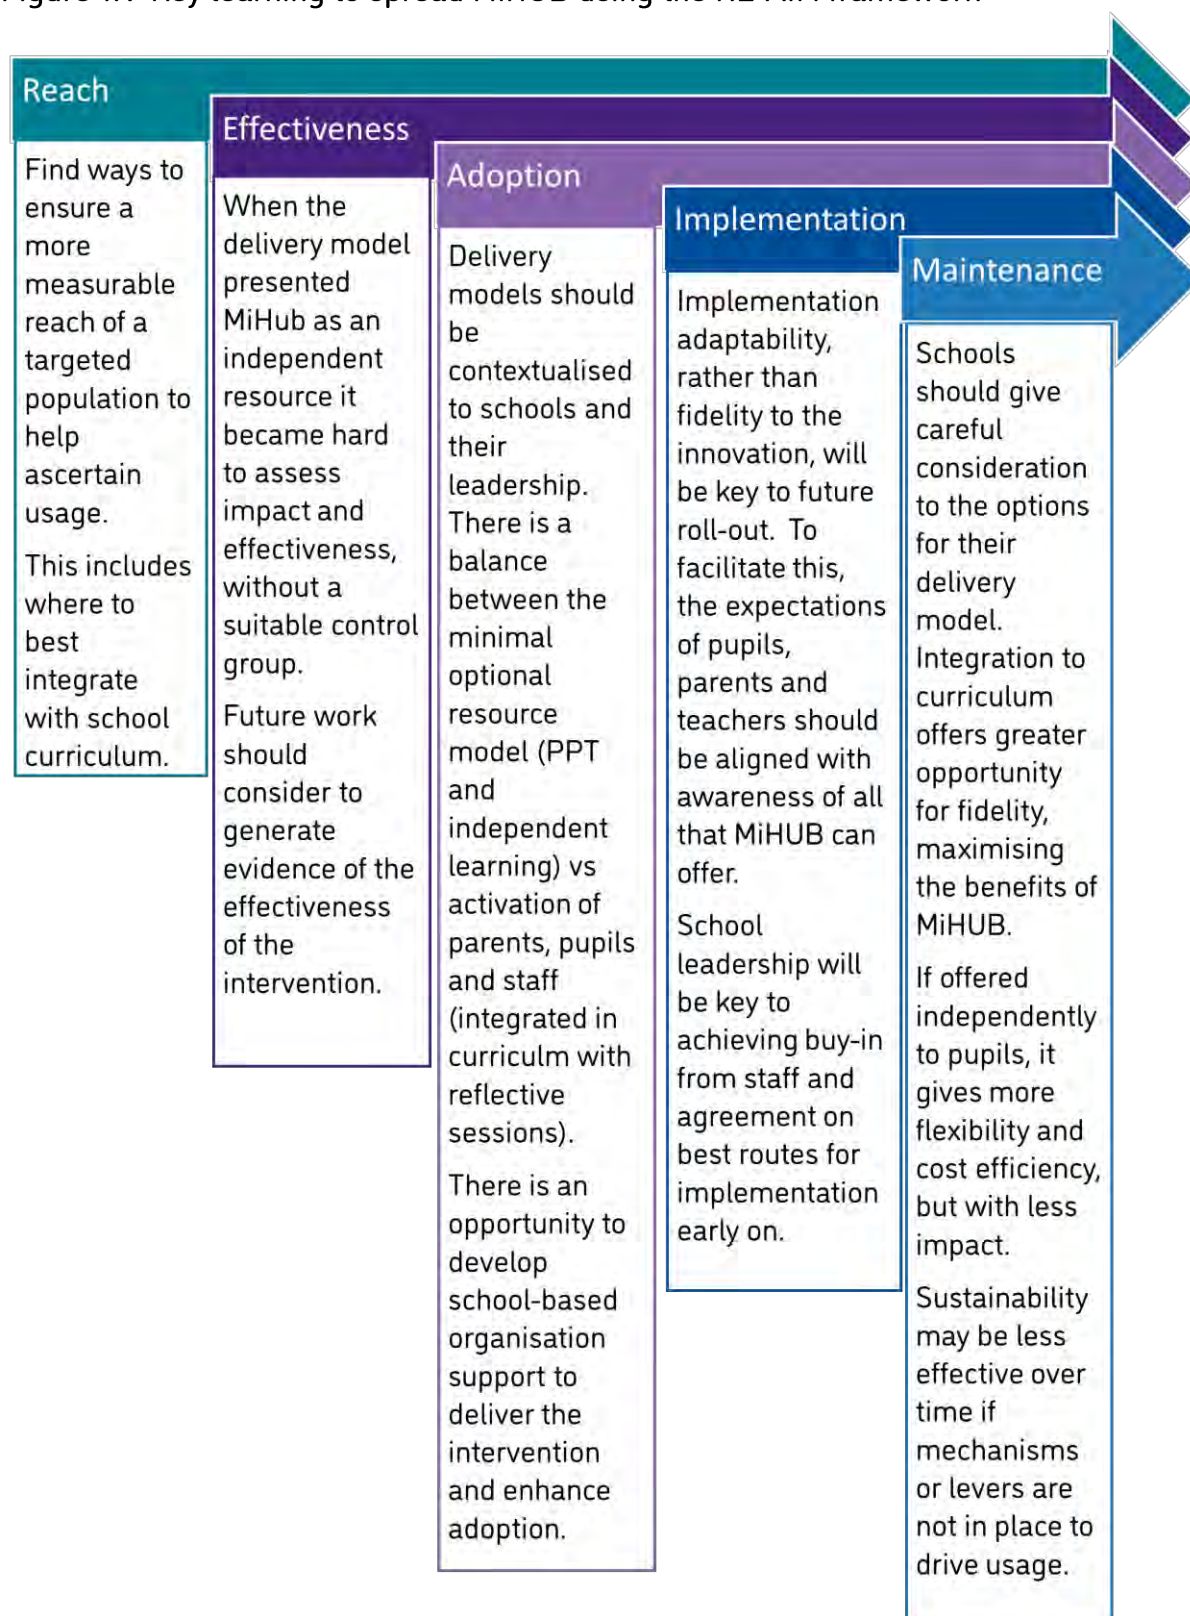 Reach
Find ways to
ensure a
more
measurable
reach of a
targeted
population to
help
ascertain
usage.
This includes
where to
best
integrate
with school
curriculum.
Effectiveness
When the
delivery model
presented
MiHub as an
independent
resource it
became hard
to assess
impact and
effectiveness,
without a
suitable control
group.
Future work
should
consider to
generate
evidence of the
effectiveness
of the
intervention.
Adoption
Delivery
models should
be
contextualised
to schools and
their
leadership.
There is a
balance
between the
minimal
optional
resource
model (PPT
and
independent
learning) vs
activation of
parents, pupils
and staff
(integrated in
curriculm with
reflective
sessions).
There is an
opportunity to
develop
school-based
organisation
support to
deliver the
intervention
and enhance
adoption.
Implementation
Implementation
adaptability,
rather than
fidelity to the
innovation, will
be key to future
roll-out. To
facilitate this,
the expectations
of pupils,
parents and
teachers should
be aligned with
awareness of all
that MiHUB can
offer.
School
leadership will
be key to
achieving buy-in
from staff and
agreement on
best routes for
implementation
early on.
Maintenance
Schools
should give
careful
consideration
to the options
for their
delivery
model.
Integration to
curriculum
offers greater
opportunity
for fidelity,
maximising
the benefits of
MiHUB.
If offered
independently
to pupils, it
gives more
flexibility and
cost efficiency,
but with less
impact.
Sustainability
may be less
effective over
time if
mechanisms
or levers are
not in place to
drive usage.